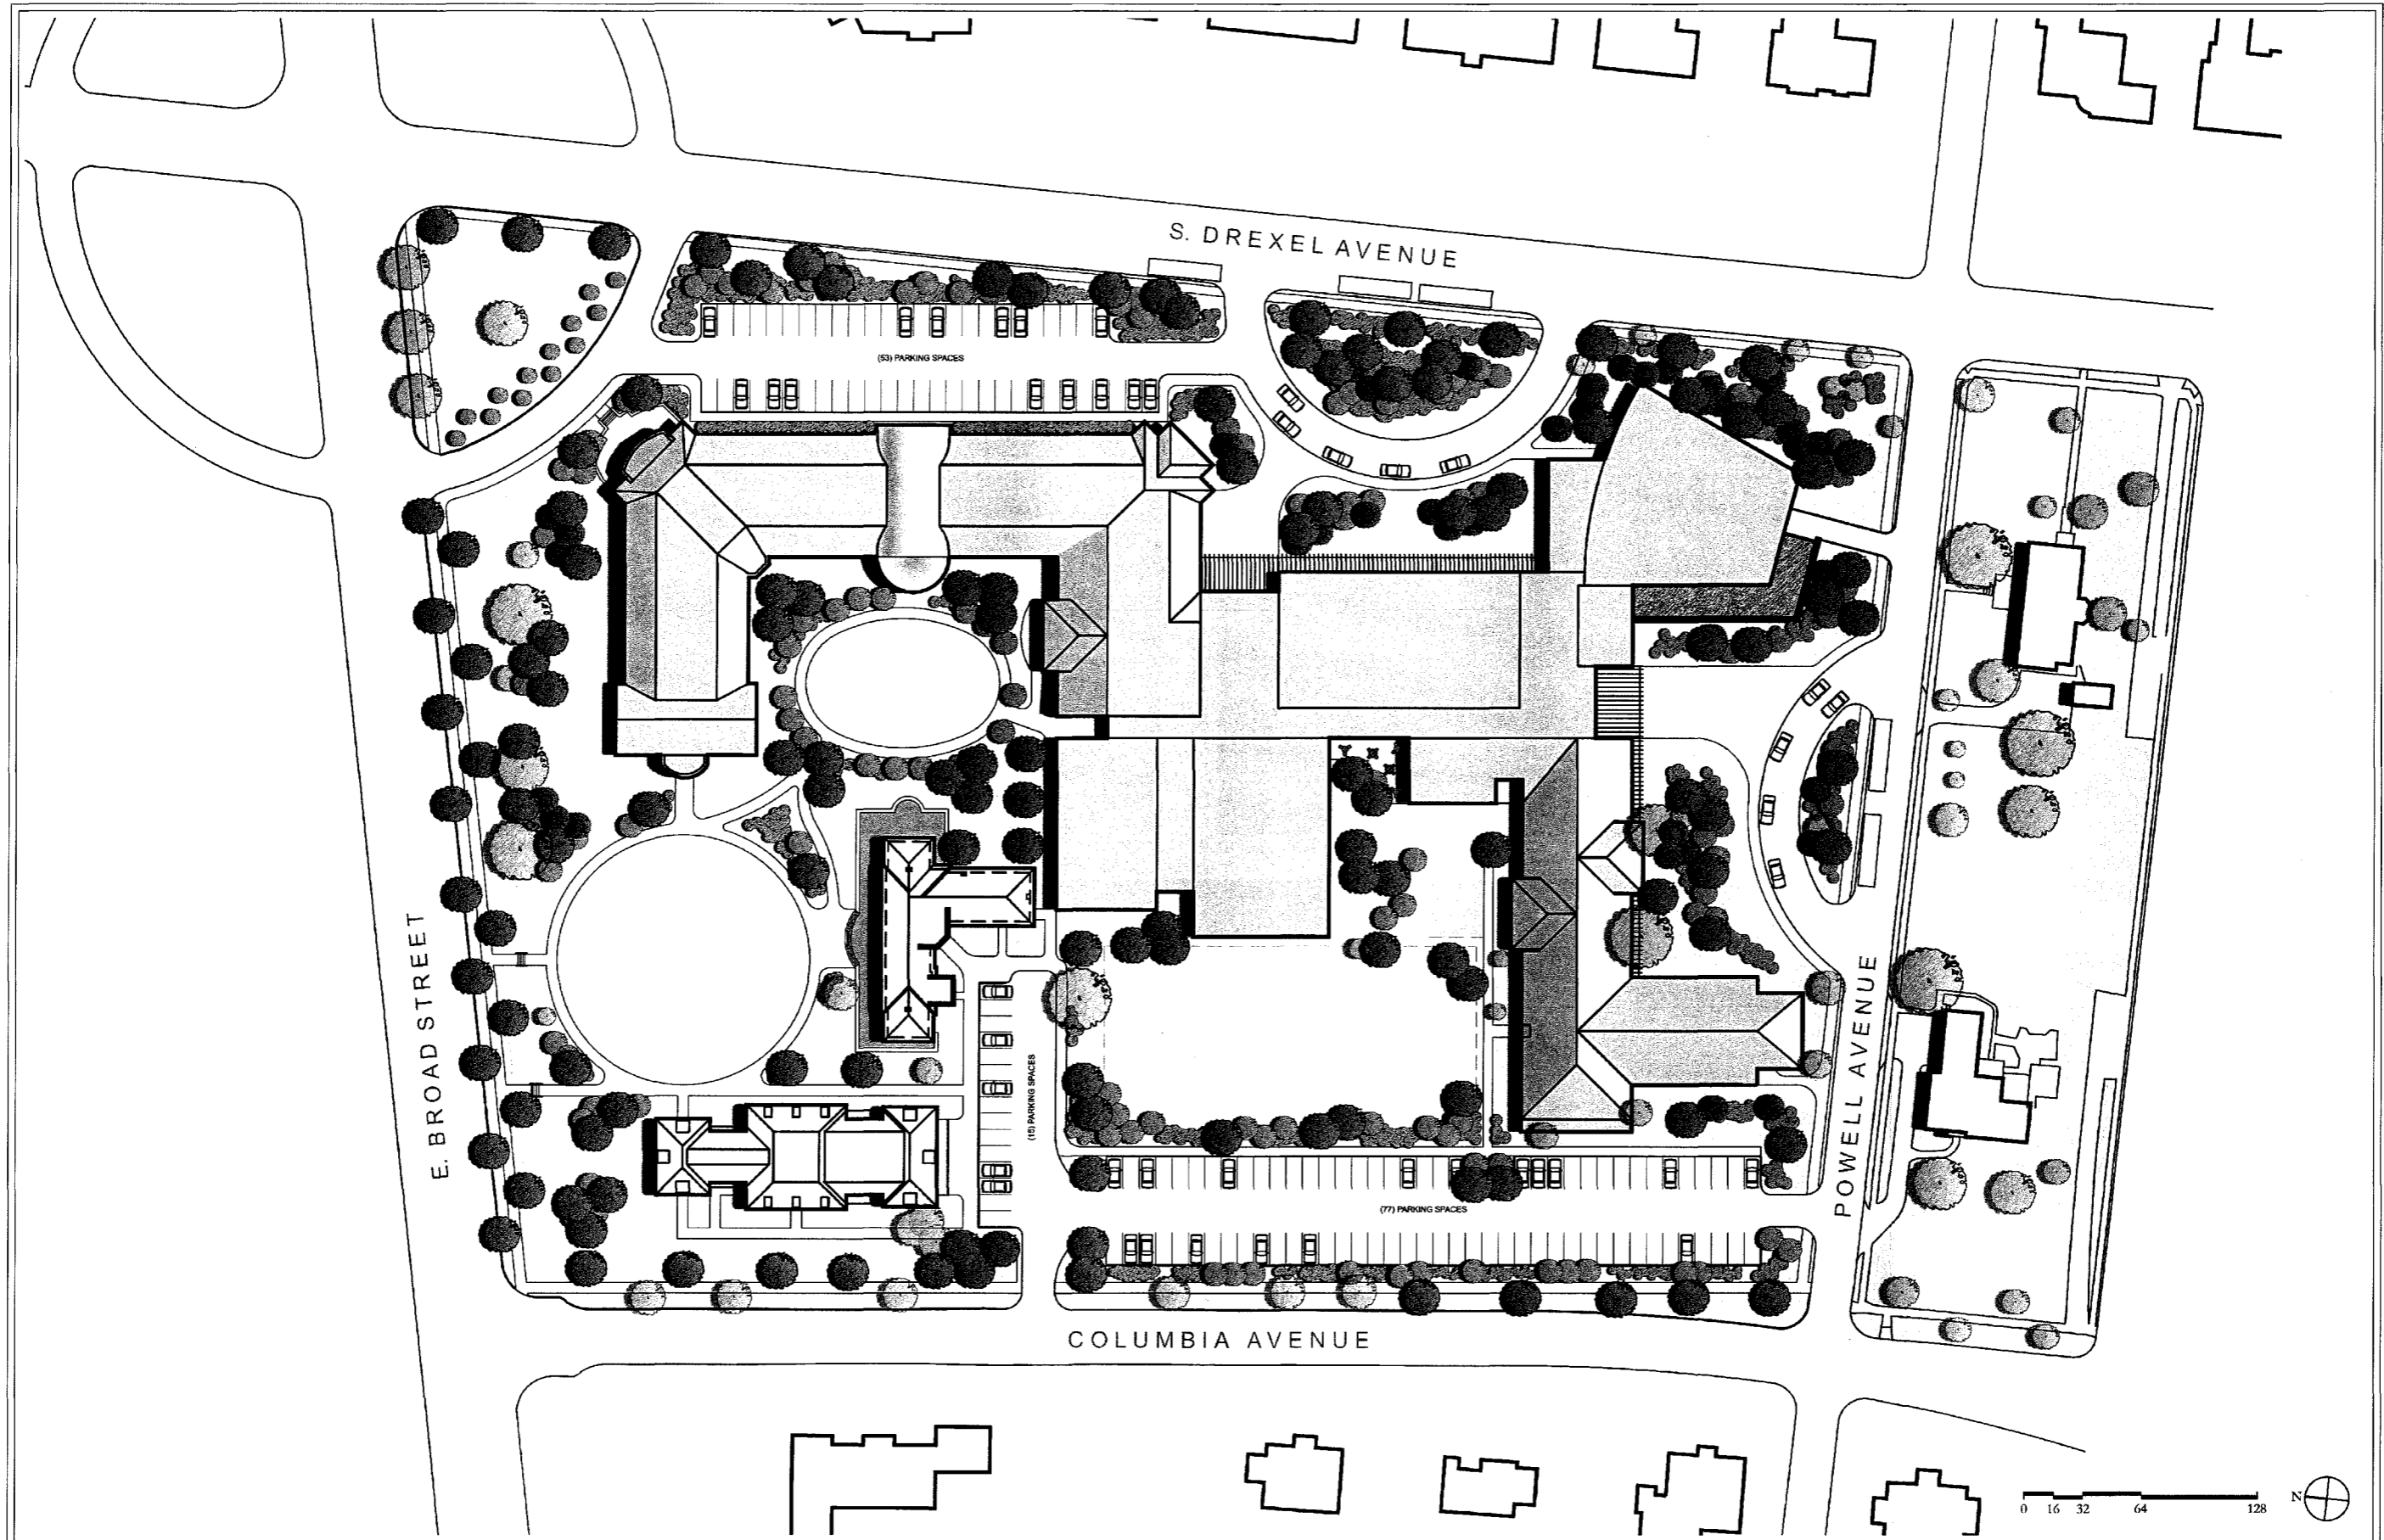 S. DREXEL AVENUE
(53) PARKING SPACES
E. BROAD STREET
(15) PARKING SPACES
POWELL AVENUE
(77) PARKING SPACES
COLUMBIA AVENUE
0 16 32 64 128
N